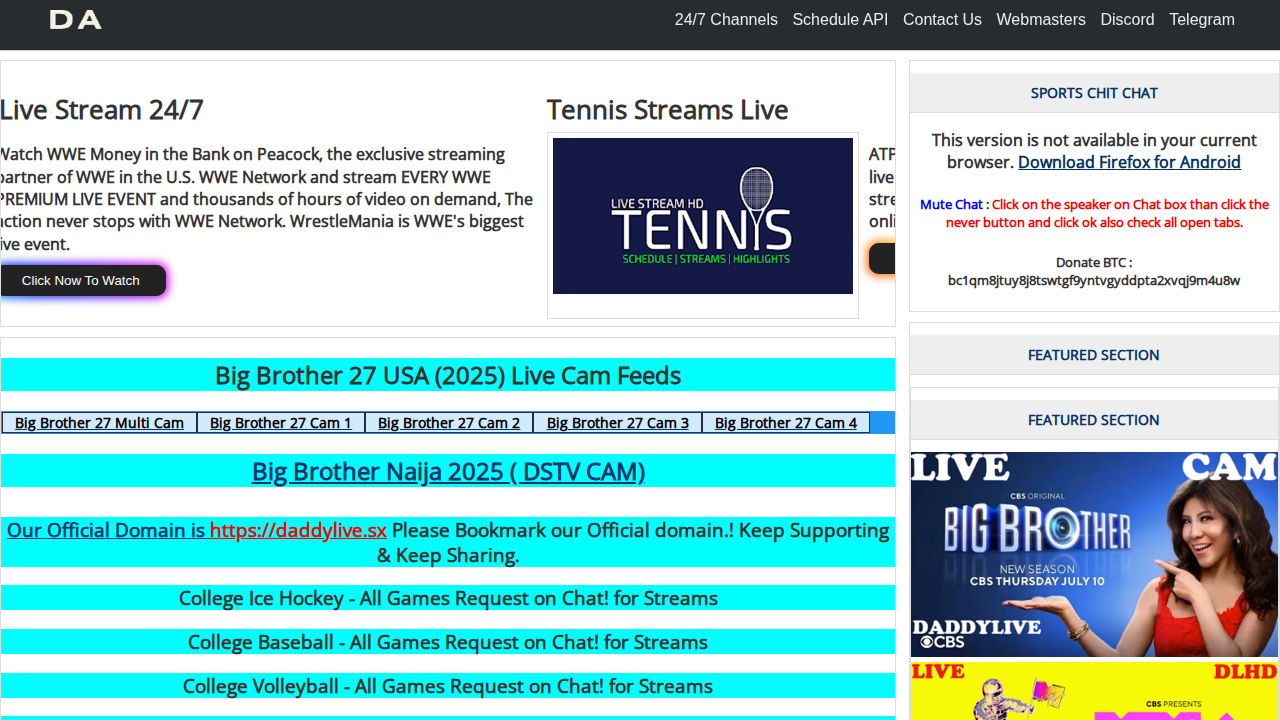 DA
24/7 Channels Schedule API Contact Us Webmasters Discord Telegram
Live Stream 24/7
Watch WWE Money in the Bank on Peacock, the exclusive streaming
partner of WWE in the U.S. WWE Network and stream EVERY WWE
PREMIUM LIVE EVENT and thousands of hours of video on demand, The
action never stops with WWE Network. WrestleMania is WWE's biggest
live event.
Click Now To Watch
Tennis Streams Live
LIVE STREAM HD
TENNIS
SCHEDULE | STREAMS | HIGHLIGHTS
ATP
live
stre
onli
Big Brother 27 USA (2025) Live Cam Feeds
Big Brother 27 Multi Cam Big Brother 27 Cam 1 Big Brother 27 Cam 2 Big Brother 27 Cam 3 Big Brother 27 Cam 4
Big Brother Naija 2025 ( DSTV CAM)
Our Official Domain is https://daddylive.sx Please Bookmark our Official domain.! Keep Supporting
& Keep Sharing.
College Ice Hockey - All Games Request on Chat! for Streams
College Baseball - All Games Request on Chat! for Streams
College Volleyball - All Games Request on Chat! for Streams
SPORTS CHIT CHAT
This version is not available in your current
browser. Download Firefox for Android
Mute Chat : Click on the speaker on Chat box than click the
never button and click ok also check all open tabs.
Donate BTC :
bc1qm8jtuy8j8tswtgf9yntvgyddpta2xvqj9m4u8w
FEATURED SECTION
FEATURED SECTION
LIVE CAM
CBS ORIGINAL
BIG BROTHER
NEW SEASON
CBS THURSDAY JULY 10
DADDYLIVE
CBS
LIVE DLHD
CBS PRESENTS